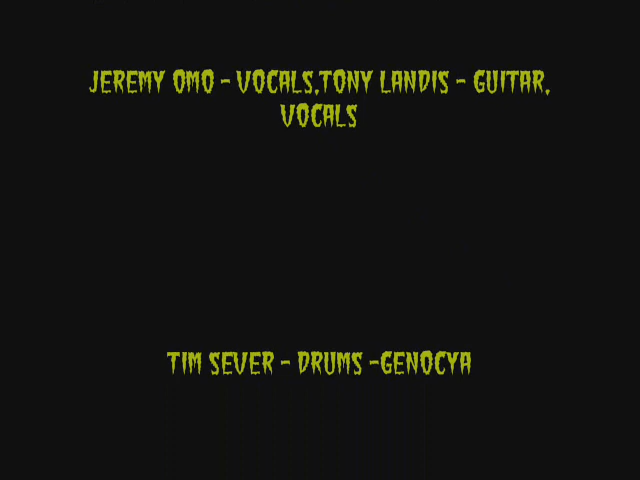 JEREMY OMO - VOCALS,TONY LANDIS - GUITAR,
VOCALS
TIM SEVER - DRUMS -GENOCYA